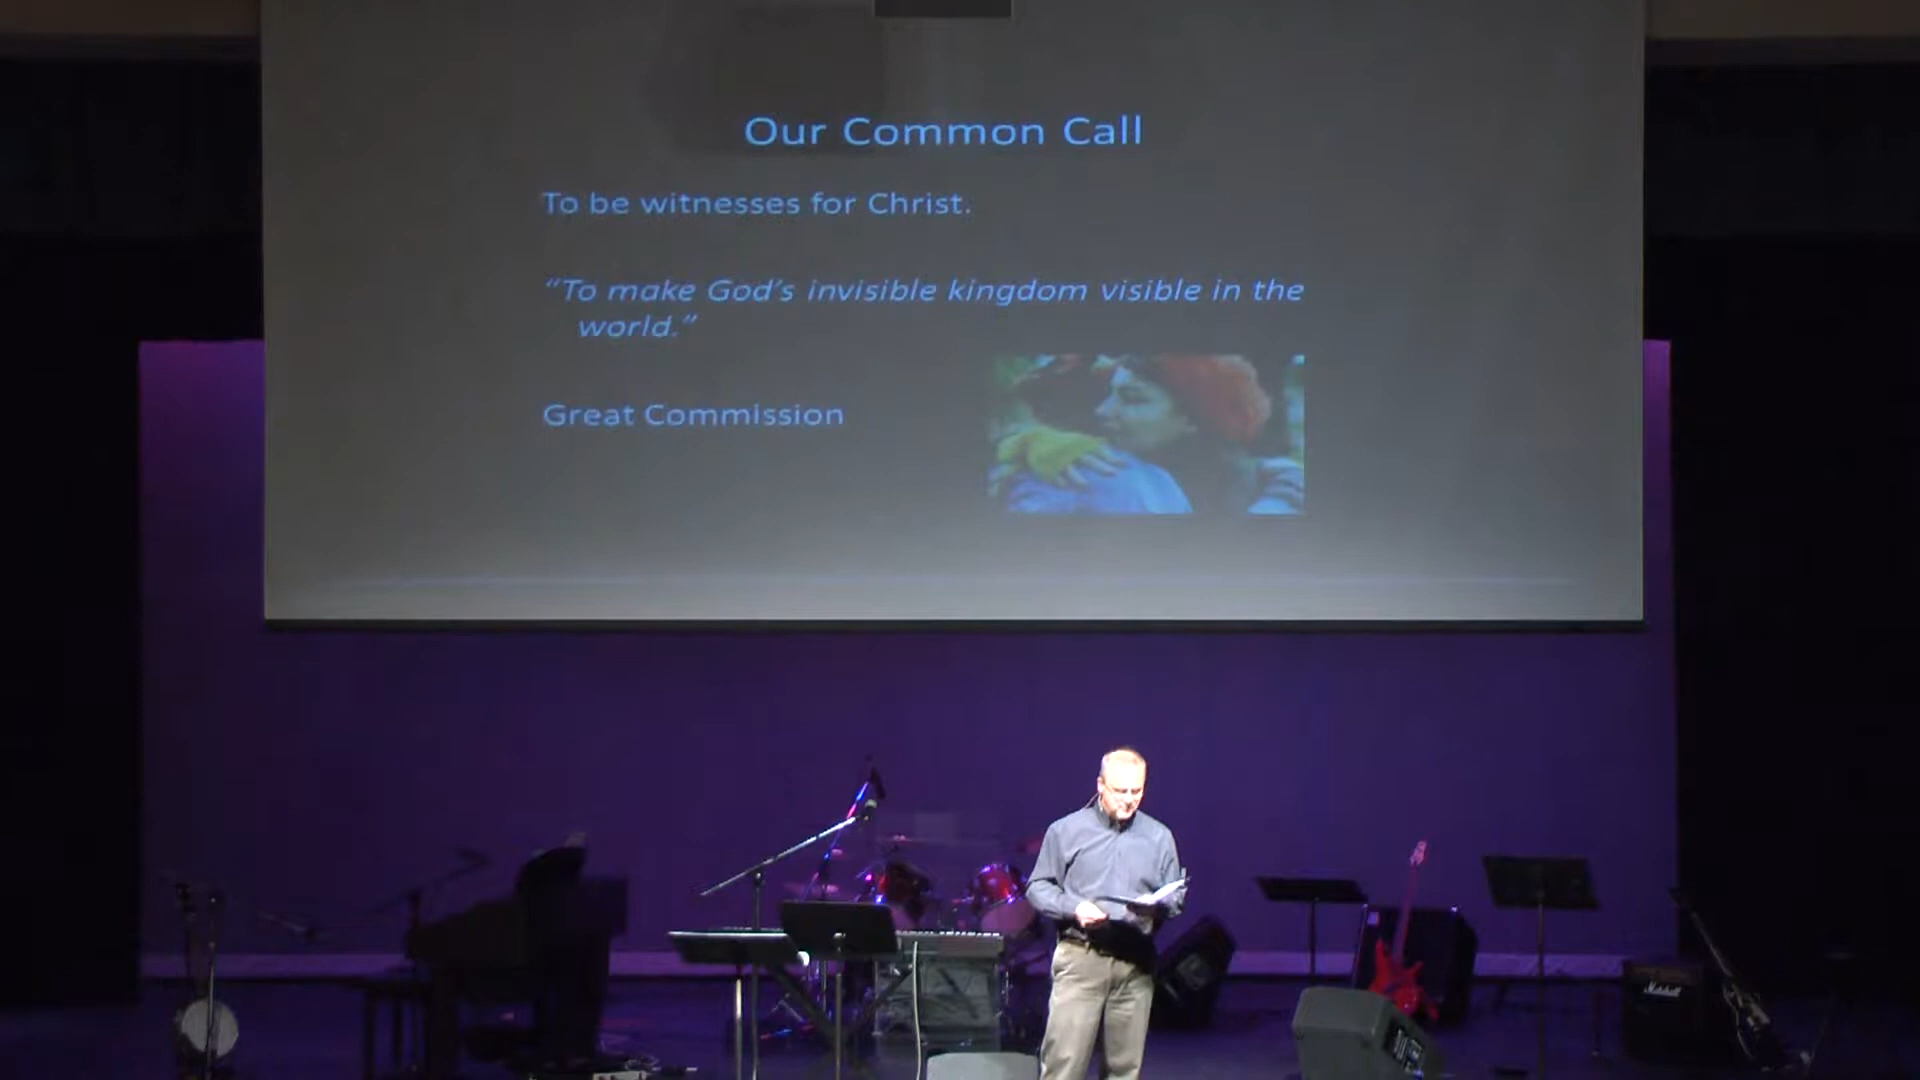 Our Common Call
To be witnesses for Christ.
“To make God’s invisible kingdom visible in the
world.”
Great Commission
Marshall